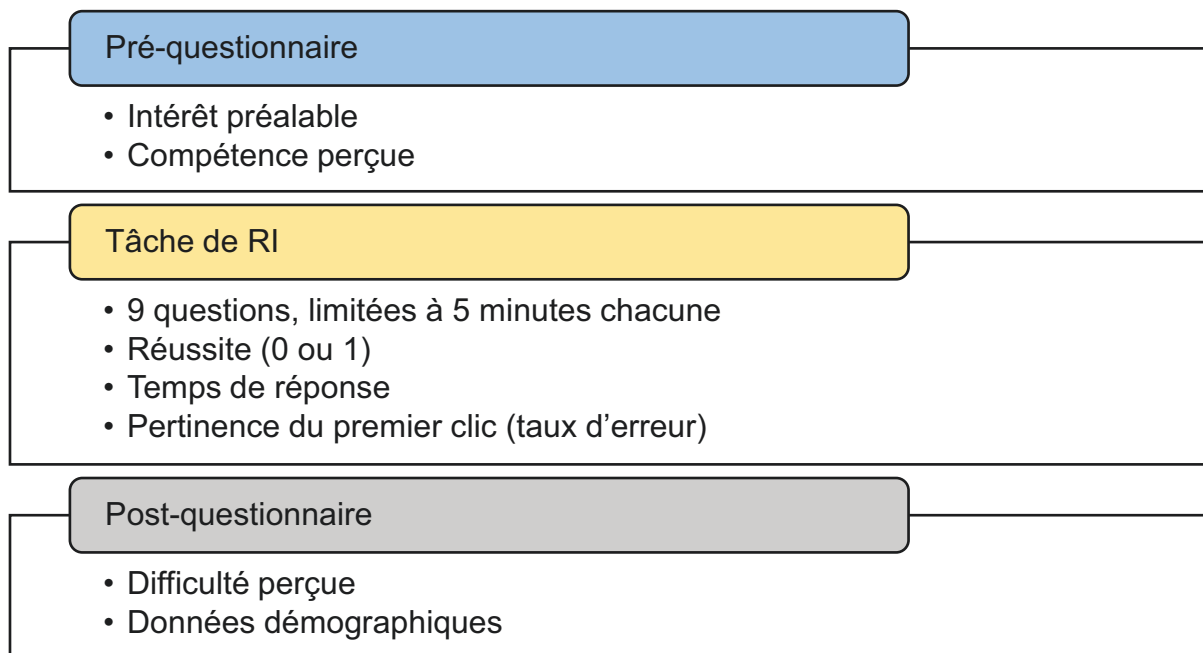 Pré-questionnaire
• Intérêt préalable
• Compétence perçue
Tâche de RI
• 9 questions, limitées à 5 minutes chacune
• Réussite (0 ou 1)
• Temps de réponse
• Pertinence du premier clic (taux d’erreur)
Post-questionnaire
• Difficulté perçue
• Données démographiques